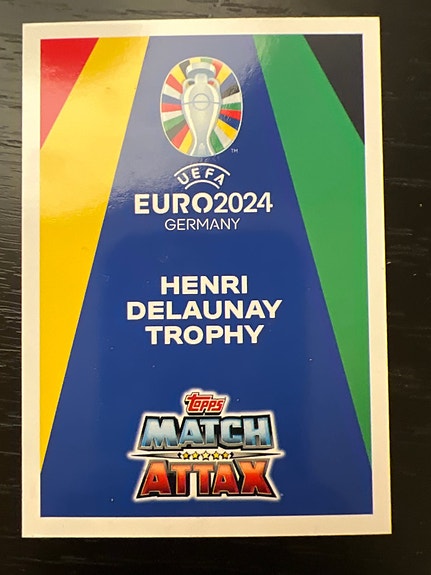 TM
UEFA
EURO2024
GERMANY
HENRI
DELAUNAY
TROPHY
topps
MATCH
ATTAX